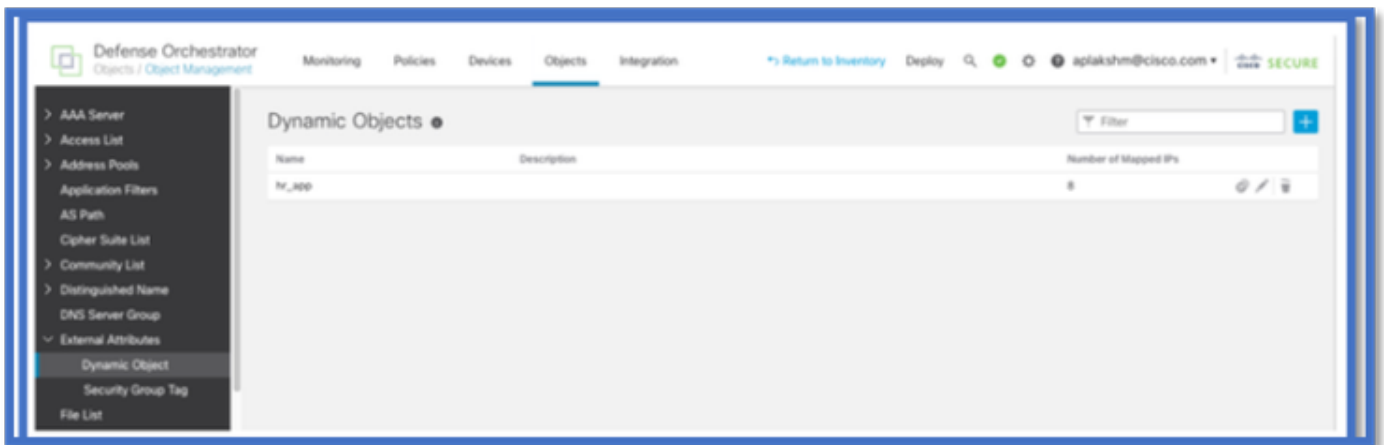 Defense Orchestrator
Objects / Object Management
Monitoring Policies Devices Objects Integration Return to Inventory Deploy aplakshm@cisco.com SECURE
AAA Server
Access List
Address Pools
Application Filters
AS Path
Cipher Suite List
Community List
Distinguished Name
DNS Server Group
External Attributes
Dynamic Object
Security Group Tag
File List
Dynamic Objects
Filter
Name Description Number of Mapped IPs
hr_app 8